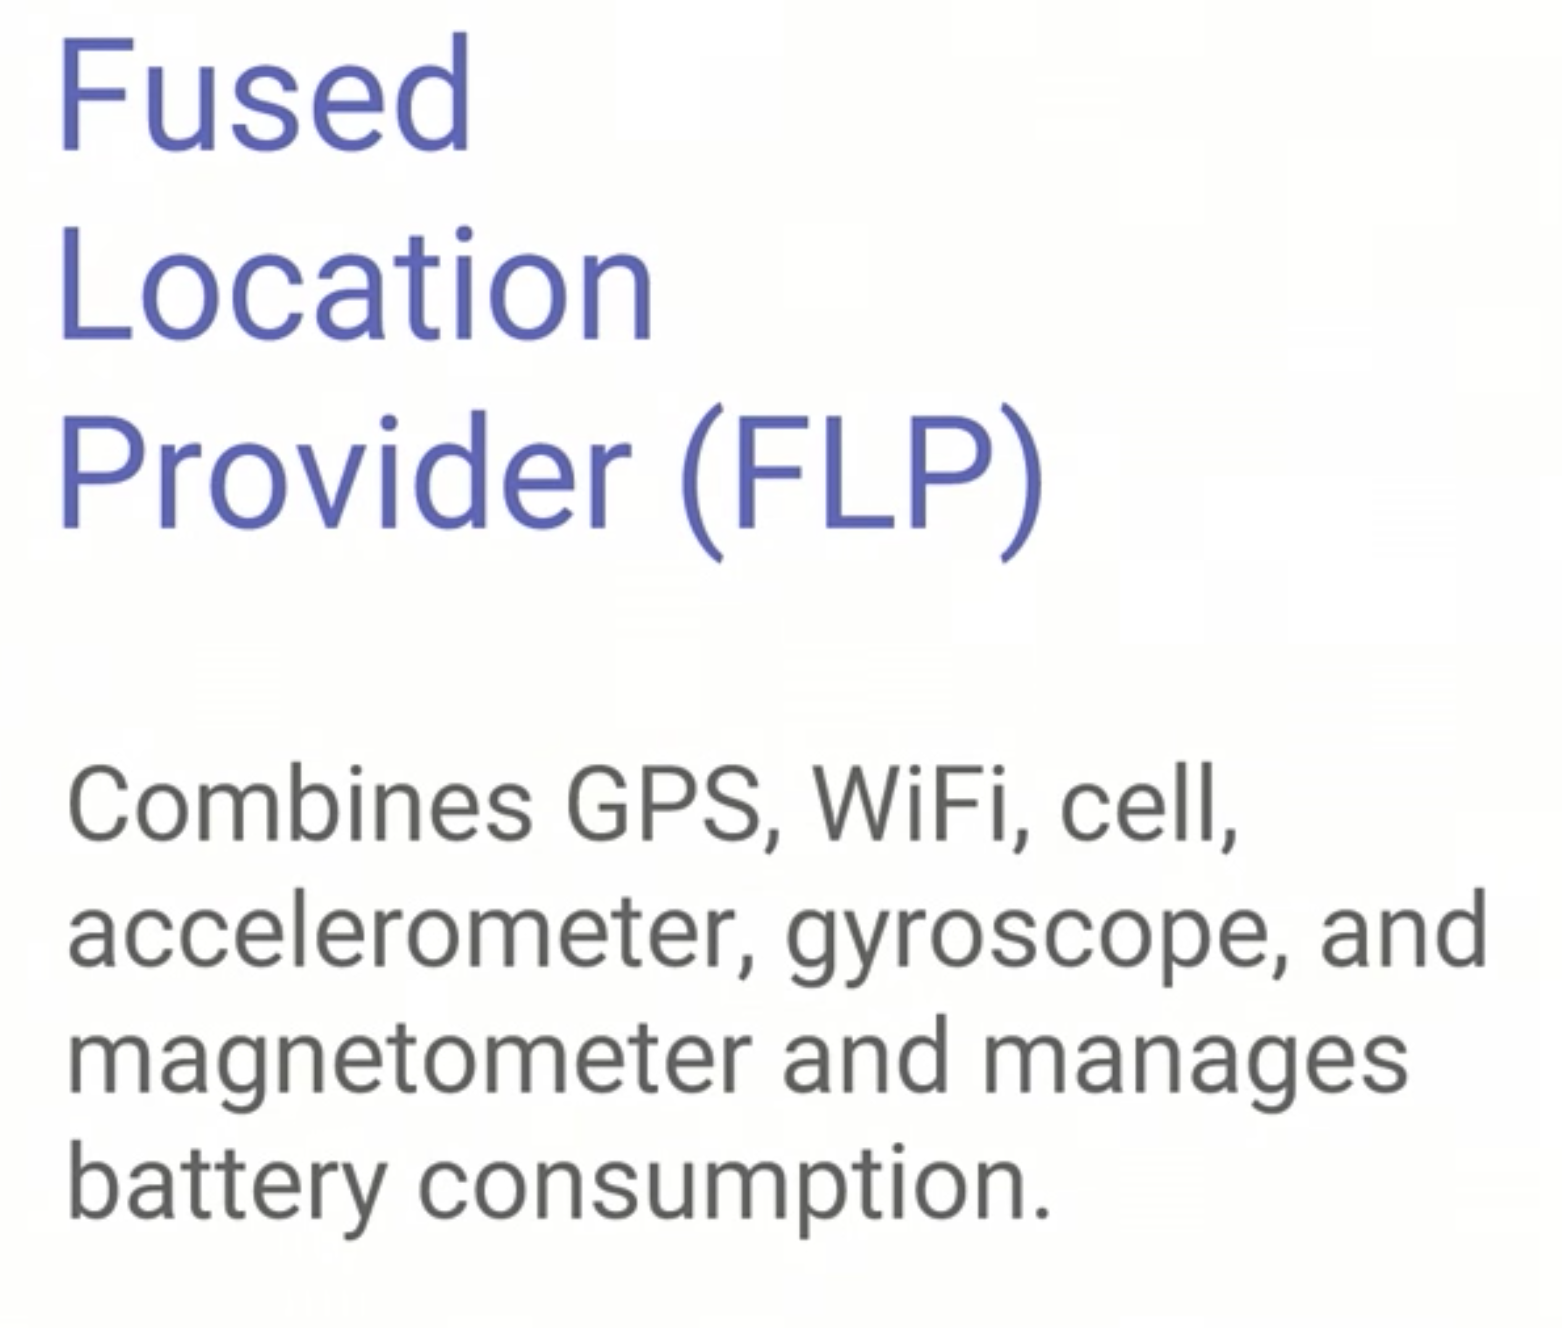 Fused
Location
Provider (FLP)
Combines GPS, WiFi, cell,
accelerometer, gyroscope, and
magnetometer and manages
battery consumption.